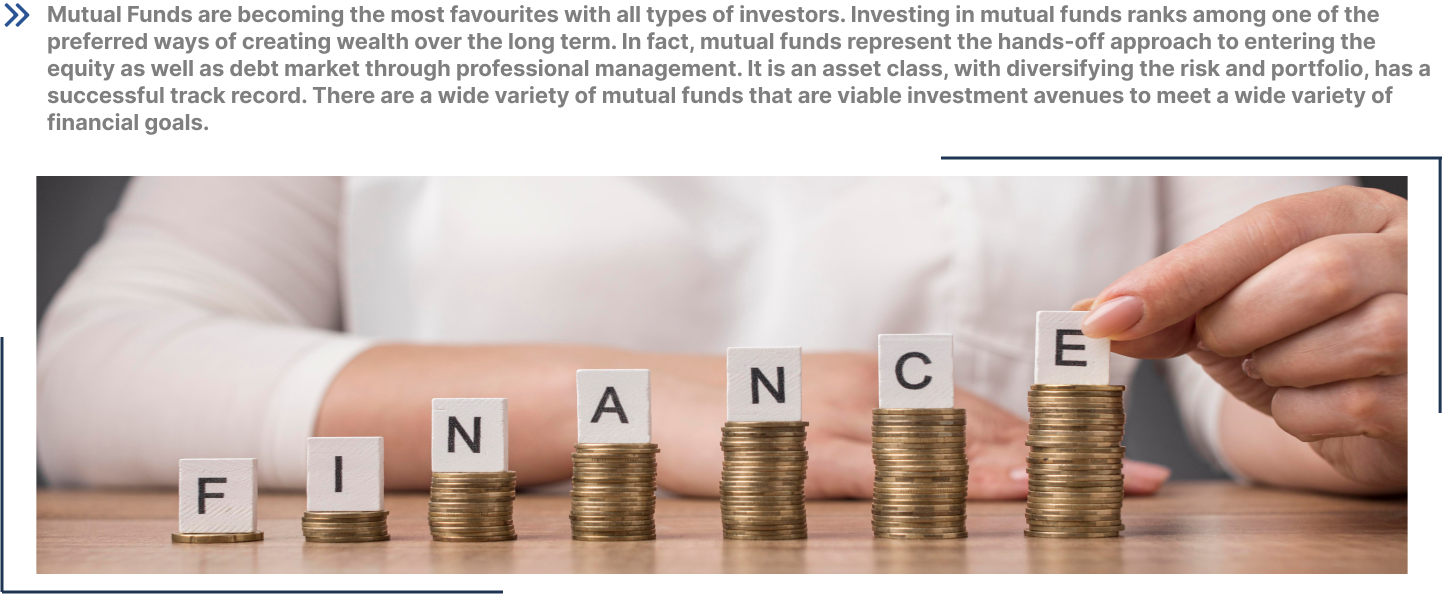 Mutual Funds are becoming the most favourites with all types of investors. Investing in mutual funds ranks among one of the
preferred ways of creating wealth over the long term. In fact, mutual funds represent the hands-off approach to entering the
equity as well as debt market through professional management. It is an asset class, with diversifying the risk and portfolio, has a
successful track record. There are a wide variety of mutual funds that are viable investment avenues to meet a wide variety of
financial goals.
F I N A N C E